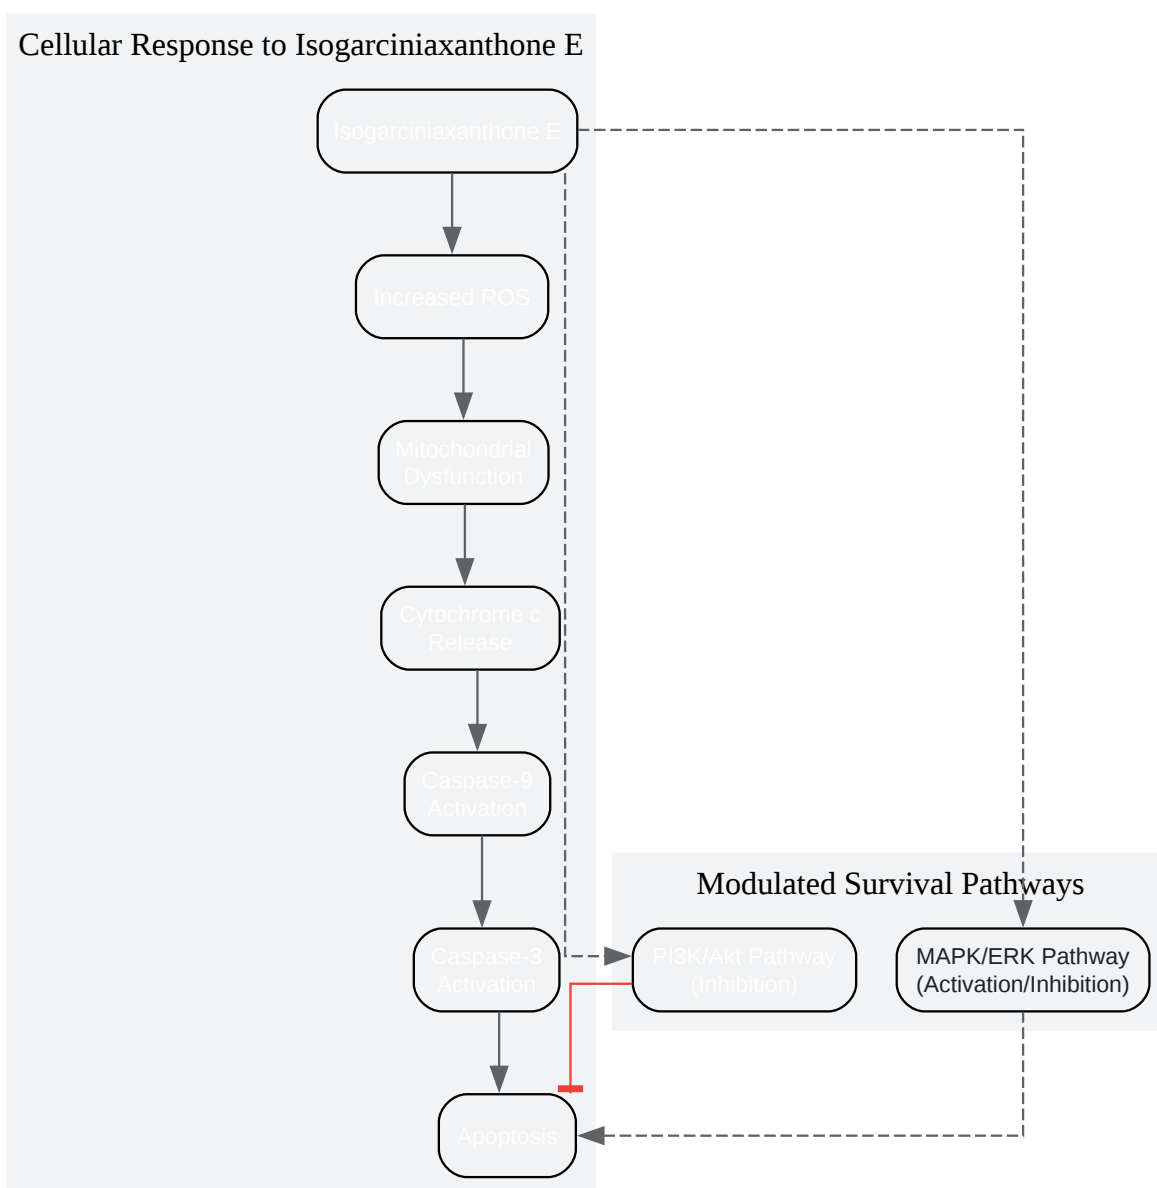 Cellular Response to Isogarciniaxanthone E
Isogarciniaxanthone E
Increased ROS
Mitochondrial
Dysfunction
Cytochrome c
Release
Caspase-9
Activation
Modulated Survival Pathways
Caspase-3
Activation
PI3K/Akt Pathway
(Inhibition)
MAPK/ERK Pathway
(Activation/Inhibition)
Apoptosis